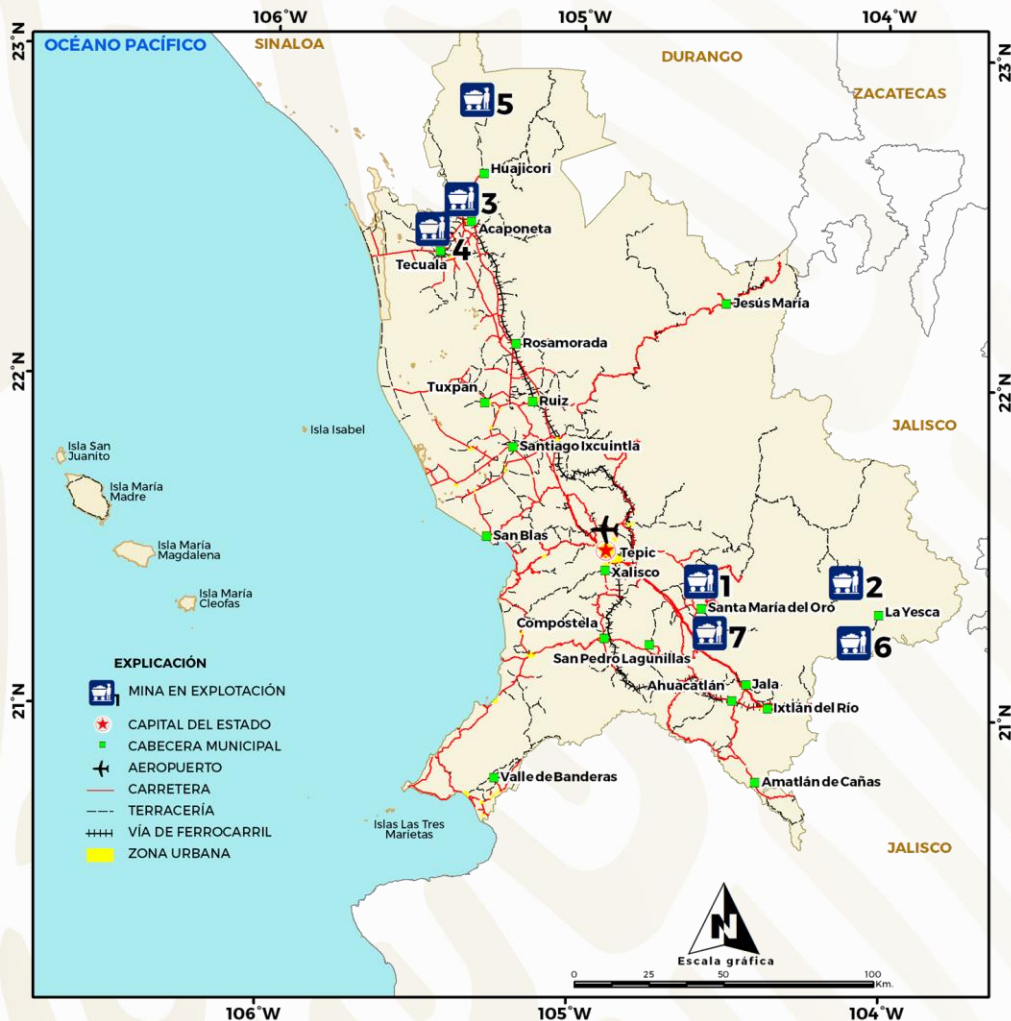 106°W
105°W
104°W
23°N
23°N
OCÉANO PACÍFICO
SINALOA
DURANGO
ZACATECAS
5
Huajicori
3
Acaponeta
4
Tecuala
Jesús María
Rosamorada
22°N
22°N
Tuxpan
Ruiz
JALISCO
Isla Isabel
Santiago Ixcuintla
Isla San
Juanito
Isla María
Madre
San Blas
Isla María
Magdalena
Tepic
Xalisco
1
2
Isla María
Cleofas
Santa María del Oró
La Yesca
Compostela
7
6
San Pedro Lagunillas
EXPLICACIÓN
1
MINA EN EXPLOTACIÓN
Ahuacatlán
Jala
21°N
21°N
Ixtlán del Río
CAPITAL DEL ESTADO
CABECERA MUNICIPAL
AEROPUERTO
Valle de Banderas
Amatlán de Cañas
CARRETERA
TERRACERÍA
Islas Las Tres
Marietas
VÍA DE FERROCARRIL
ZONA URBANA
JALISCO
N
Escala gráfica
0 25 50 100
Km.
106°W
105°W
104°W